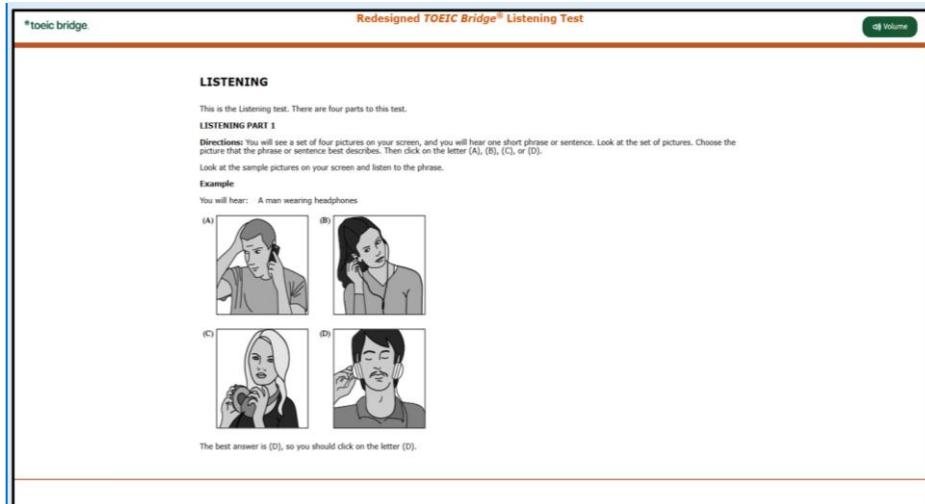 *toeic bridge.
Redesigned TOEIC Bridge® Listening Test
Volume
LISTENING
This is the Listening test. There are four parts to this test.
LISTENING PART 1
Directions: You will see a set of four pictures on your screen, and you will hear one short phrase or sentence. Look at the set of pictures. Choose the
picture that the phrase or sentence best describes. Then click on the letter (A), (B), (C), or (D).
Look at the sample pictures on your screen and listen to the phrase.
Example
You will hear: A man wearing headphones
(A)
(B)
(C)
(D)
The best answer is (D), so you should click on the letter (D).